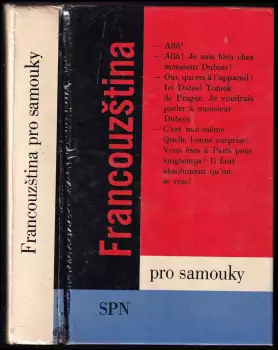 Francouzština pro samouky
Francouzština
— Allô!
— Allô! Je suis bien chez
monsieur Dubois?
— Oui, qui est à l'appareil?
Ici Daniel Tomek
de Prague. Je voudrais
parler à monsieur
Dubois
— C'est moi-même
Quelle bonne surprise!
Vous êtes à Paris pour
longtemps? Il faut
absolument qu'on
se voie!
pro samouky
SPN